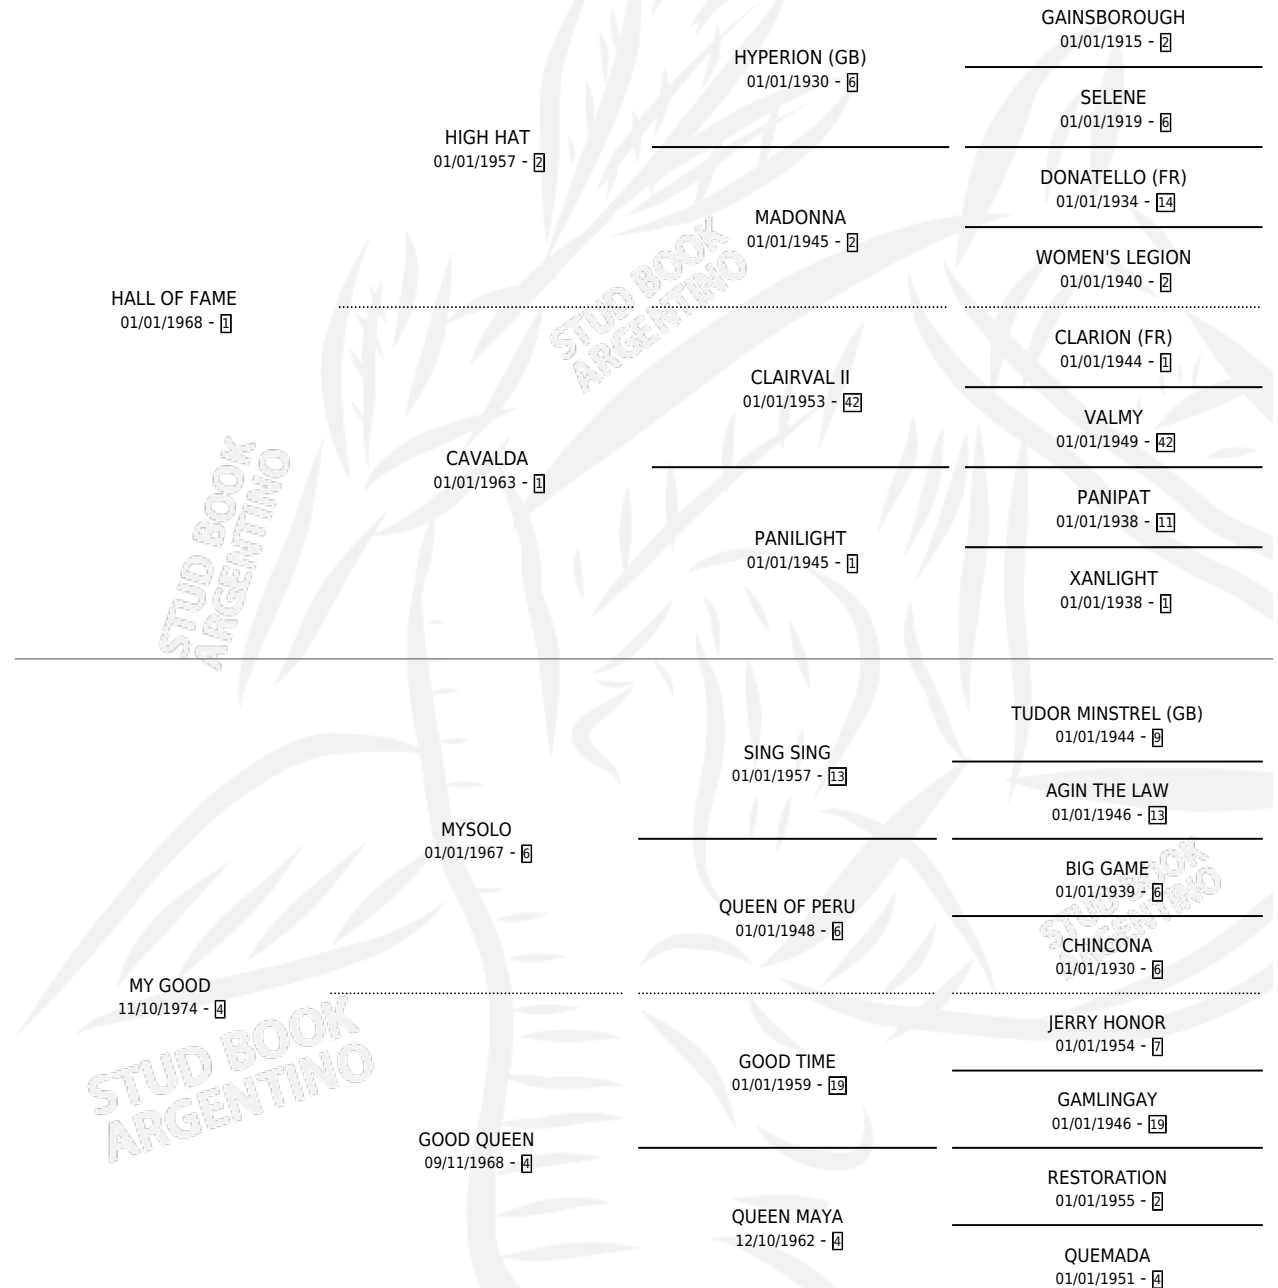 GAINSBOROUGH
01/01/1915 - 2
HYPERION (GB)
01/01/1930 - 6
SELENE
01/01/1919 - 6
HIGH HAT
01/01/1957 - 2
DONATELLO (FR)
01/01/1934 - 14
MADONNA
01/01/1945 - 2
WOMEN'S LEGION
01/01/1940 - 2
HALL OF FAME
01/01/1968 - 1
CLARION (FR)
01/01/1944 - 1
CLAIRVAL II
01/01/1953 - 42
VALMY
01/01/1949 - 42
CAVALDA
01/01/1963 - 1
PANIPAT
01/01/1938 - 11
PANILIGHT
01/01/1945 - 1
XANLIGHT
01/01/1938 - 1
TUDOR MINSTREL (GB)
01/01/1944 - 9
SING SING
01/01/1957 - 13
AGIN THE LAW
01/01/1946 - 13
MYSOLO
01/01/1967 - 6
BIG GAME
01/01/1939 - 6
QUEEN OF PERU
01/01/1948 - 6
CHINCONA
01/01/1930 - 6
MY GOOD
11/10/1974 - 4
JERRY HONOR
01/01/1954 - 7
GOOD TIME
01/01/1959 - 19
GAMLINGAY
01/01/1946 - 19
GOOD QUEEN
09/11/1968 - 4
RESTORATION
01/01/1955 - 2
QUEEN MAYA
12/10/1962 - 4
QUEMADA
01/01/1951 - 4
STUD BOOK
ARGENTINO
STUD BOOK
ARGENTINO
STUD BOOK
ARGENTINO
STUD BOOK
ARGENTINO